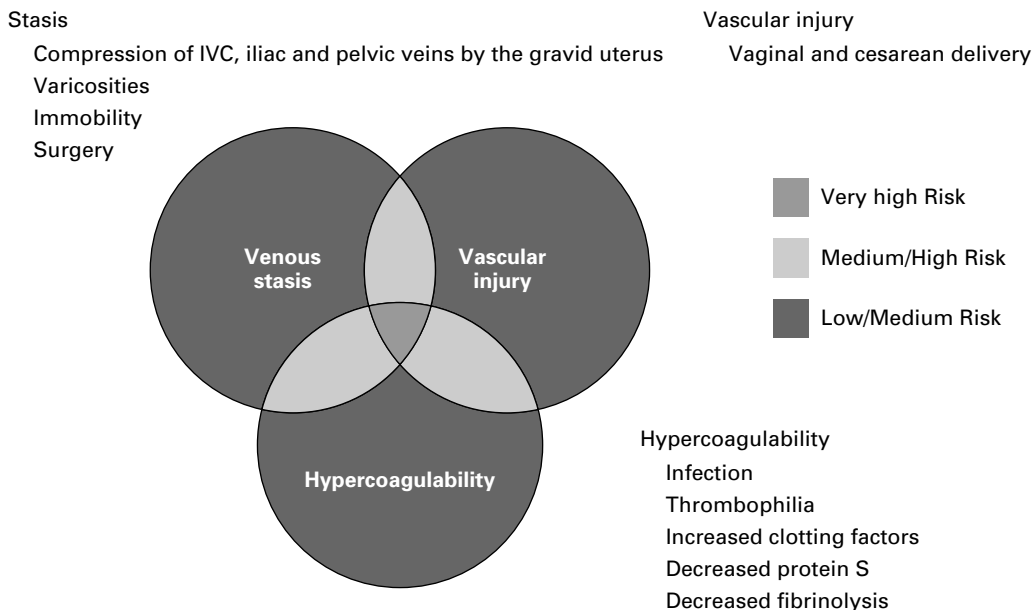 Stasis
Compression of IVC, iliac and pelvic veins by the gravid uterus
Varicosities
Immobility
Surgery
Vascular injury
Vaginal and cesarean delivery
Venous
stasis
Vascular
injury
Hypercoagulability
Very high Risk
Medium/High Risk
Low/Medium Risk
Hypercoagulability
Infection
Thrombophilia
Increased clotting factors
Decreased protein S
Decreased fibrinolysis